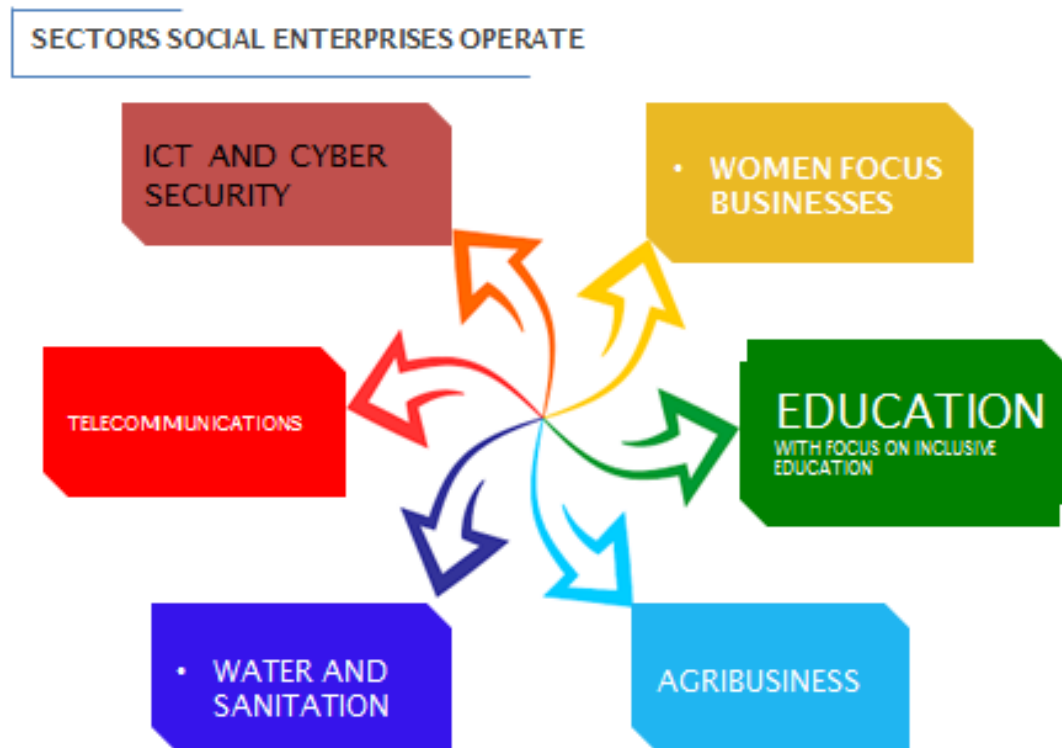 SECTORS SOCIAL ENTERPRISES OPERATE
ICT AND CYBER
SECURITY
• WOMEN FOCUS
BUSINESSES
TELECOMMUNICATIONS
EDUCATION
WITH FOCUS ON INCLUSIVE
EDUCATION
• WATER AND
SANITATION
AGRIBUSINESS